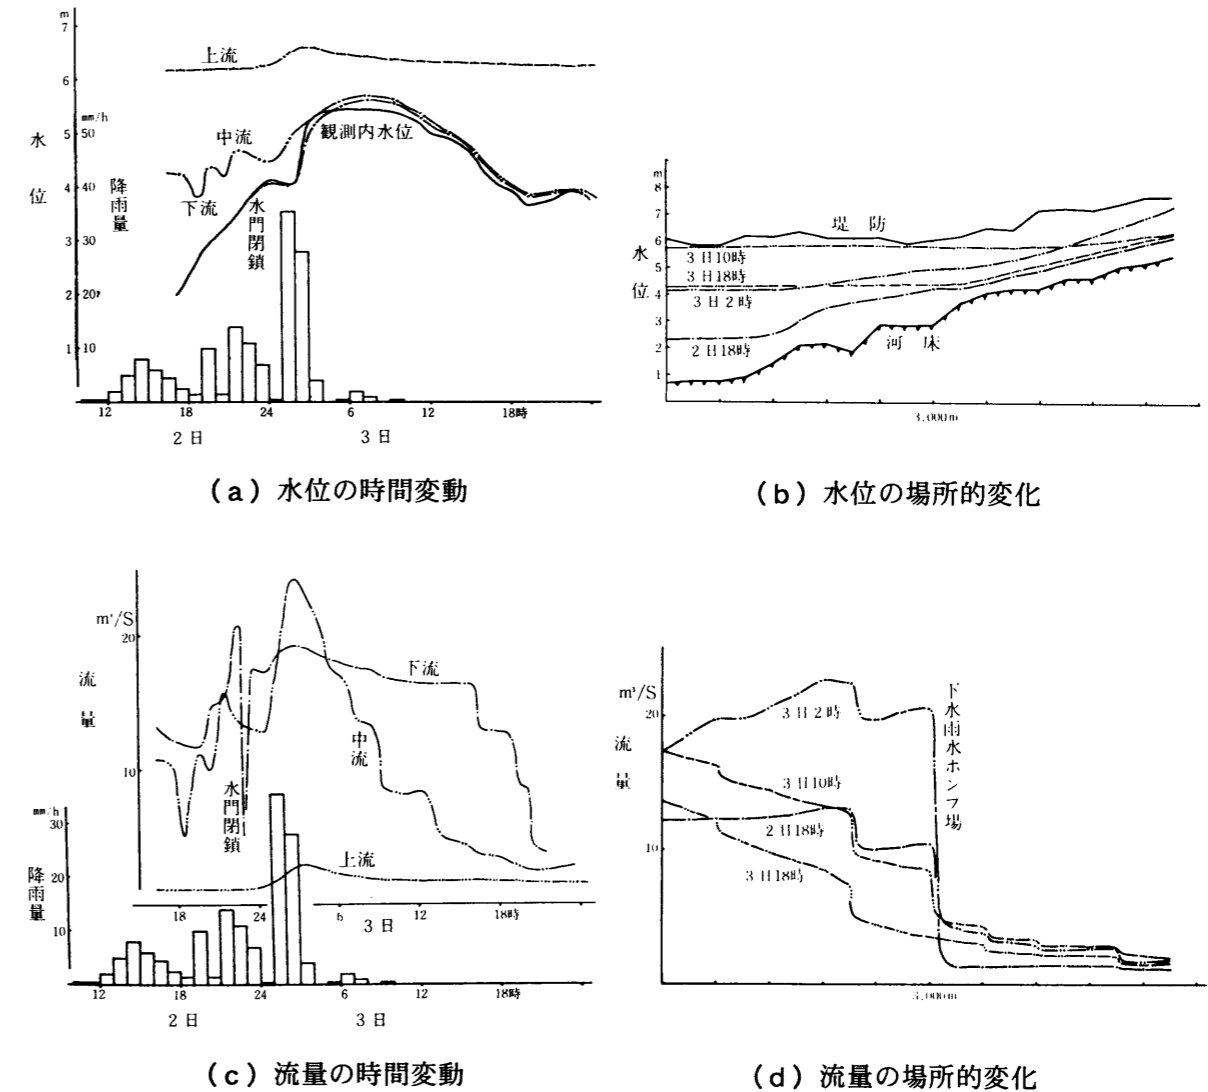 m
7
上流
6
mm/h
水
位
5 50
中流
観測内水位
4 40
降雨量
下流
水門閉鎖
3 30
2 20
1 10
12 18 24 6 12 18時
2日 3日
(a) 水位の時間変動
m
8
7
堤防
6
3日10時
水
位
5
3日18時
4
3日2時
3
2日18時
2
河床
1
3,000m
(b) 水位の場所的変化
m³/S
20
流
量
下流
中流
10
水門閉鎖
mm/h
30
上流
降雨量
20
18 24 6 12 18時
3日
10
12 18 24 6 12 18時
2日 3日
(c) 流量の時間変動
m³/S
20
流
量
3日2時
下水雨水ポンプ場
3日10時
2日18時
10
3日18時
3,000m
(d) 流量の場所的変化